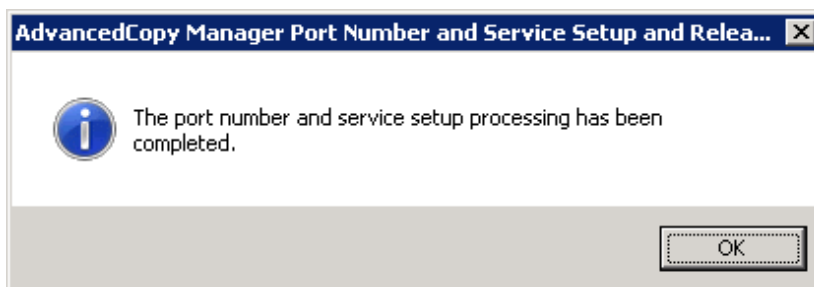 AdvancedCopy Manager Port Number and Service Setup and Relea...
The port number and service setup processing has been
completed.
OK